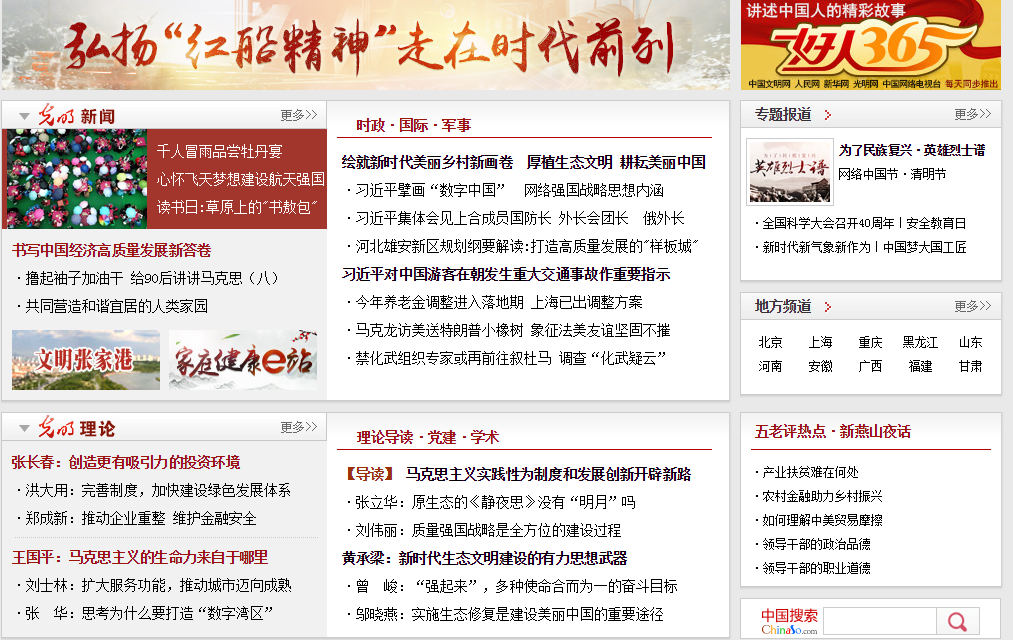 弘扬“红船精神”走在时代前列
讲述中国人的精彩故事
好人365
中国文明网 人民网 新华网 光明网 中国网络电视台 每天同步推出
光明 新闻
更多>>
千人冒雨品尝牡丹宴
心怀飞天梦想建设航天强国
读书日:草原上的"书敖包"
书写中国经济高质量发展新答卷
· 撸起袖子加油干 给90后讲讲马克思（八）
· 共同营造和谐宜居的人类家园
文明张家港
家庭健康e站
时政 · 国际 · 军事
绘就新时代美丽乡村新画卷 厚植生态文明 耕耘美丽中国
· 习近平擘画“数字中国” 网络强国战略思想内涵
· 习近平集体会见上合成员国防长 外长会团长 俄外长
· 河北雄安新区规划纲要解读:打造高质量发展的"样板城"
习近平对中国游客在朝发生重大交通事故作重要指示
· 今年养老金调整进入落地期 上海已出调整方案
· 马克龙访美送特朗普小橡树 象征法美友谊坚固不摧
· 禁化武组织专家或再前往叙杜马 调查“化武疑云”
专题报道 >
更多>>
英雄烈士谱
为了民族复兴 · 英雄烈士谱
网络中国节 · 清明节
· 全国科学大会召开40周年丨安全教育日
· 新时代新气象新作为丨中国梦大国工匠
地方频道 >
更多>>
北京 上海 重庆 黑龙江 山东
河南 安徽 广西 福建 甘肃
光明 理论
更多>>
张长春：创造更有吸引力的投资环境
· 洪大用：完善制度，加快建设绿色发展体系
· 郑成新：推动企业重整 维护金融安全
王国平：马克思主义的生命力来自于哪里
· 刘士林：扩大服务功能，推动城市迈向成熟
· 张 华：思考为什么要打造“数字湾区”
理论导读 · 党建 · 学术
【导读】 马克思主义实践性为制度和发展创新开辟新路
· 张立华：原生态的《静夜思》没有“明月”吗
· 刘伟丽：质量强国战略是全方位的建设过程
黄承梁：新时代生态文明建设的有力思想武器
· 曾 峻：“强起来”，多种使命合而为一的奋斗目标
· 邬晓燕：实施生态修复是建设美丽中国的重要途径
五老评热点 · 新燕山夜话
· 产业扶贫难在何处
· 农村金融助力乡村振兴
· 如何理解中美贸易摩擦
· 领导干部的政治品德
· 领导干部的职业道德
中国搜索
ChinaSo.com